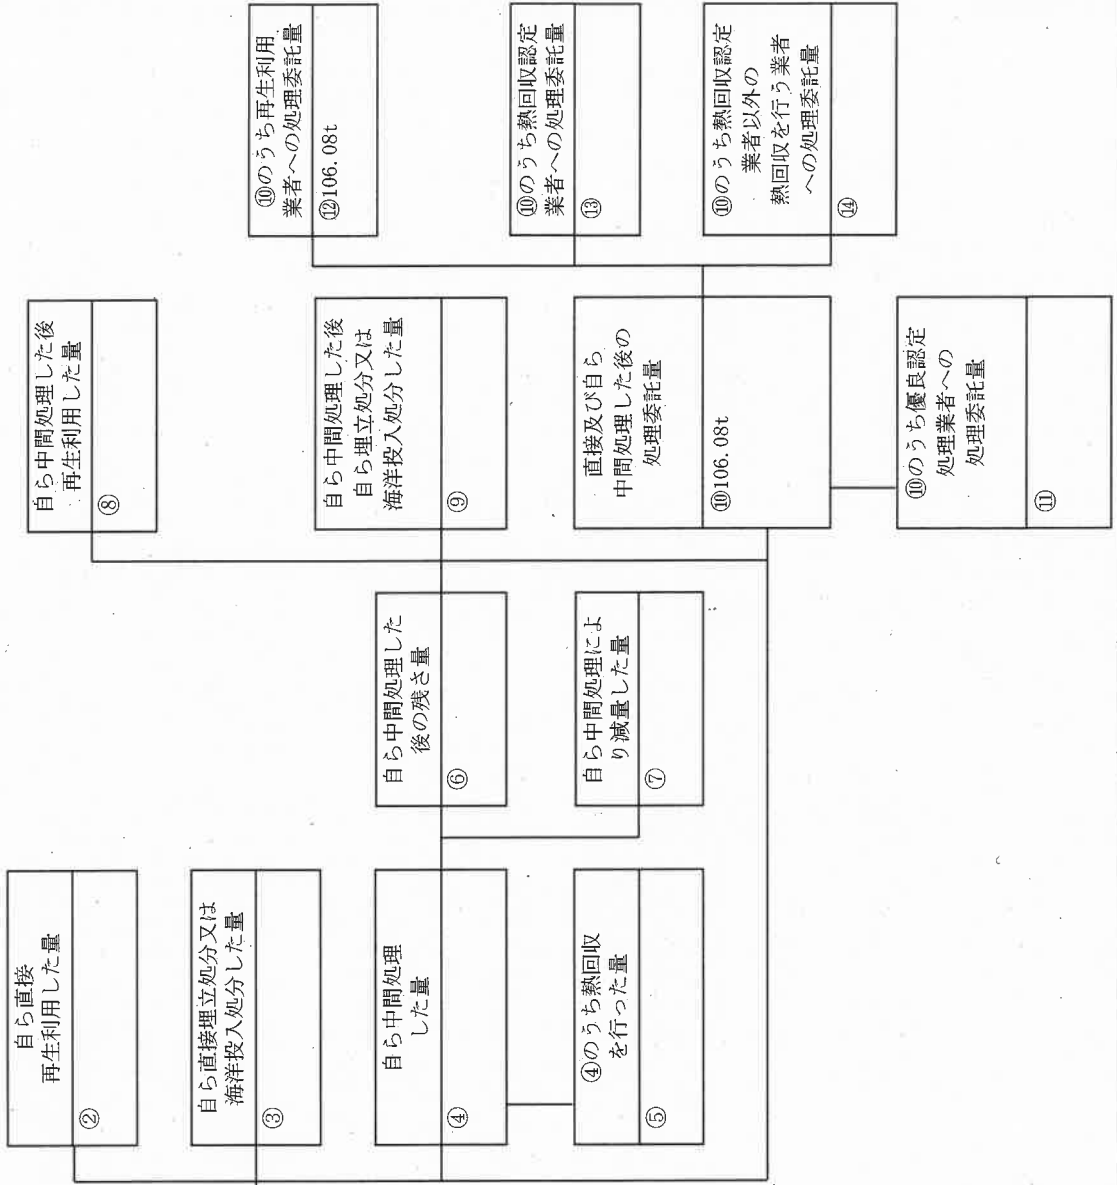 自ら直接
再生利用した量
②
自ら直接埋立処分又は
海洋投入処分した量
③
自ら中間処理
した量
④
④のうち熱回収
を行った量
⑤
自ら中間処理した
後の残さ量
⑥
自ら中間処理によ
り減量した量
⑦
自ら中間処理した後
再生利用した量
⑧
自ら中間処理した後
自ら埋立処分又は
海洋投入処分した量
⑨
直接及び自ら
中間処理した後の
処理委託量
⑩106.08t
⑩のうち優良認定
処理業者への
処理委託量
⑪
⑩のうち再生利用
業者への処理委託量
⑫106.08t
⑩のうち熱回収認定
業者への処理委託量
⑬
⑩のうち熱回収認定
業者以外の
熱回収を行う業者
への処理委託量
⑭